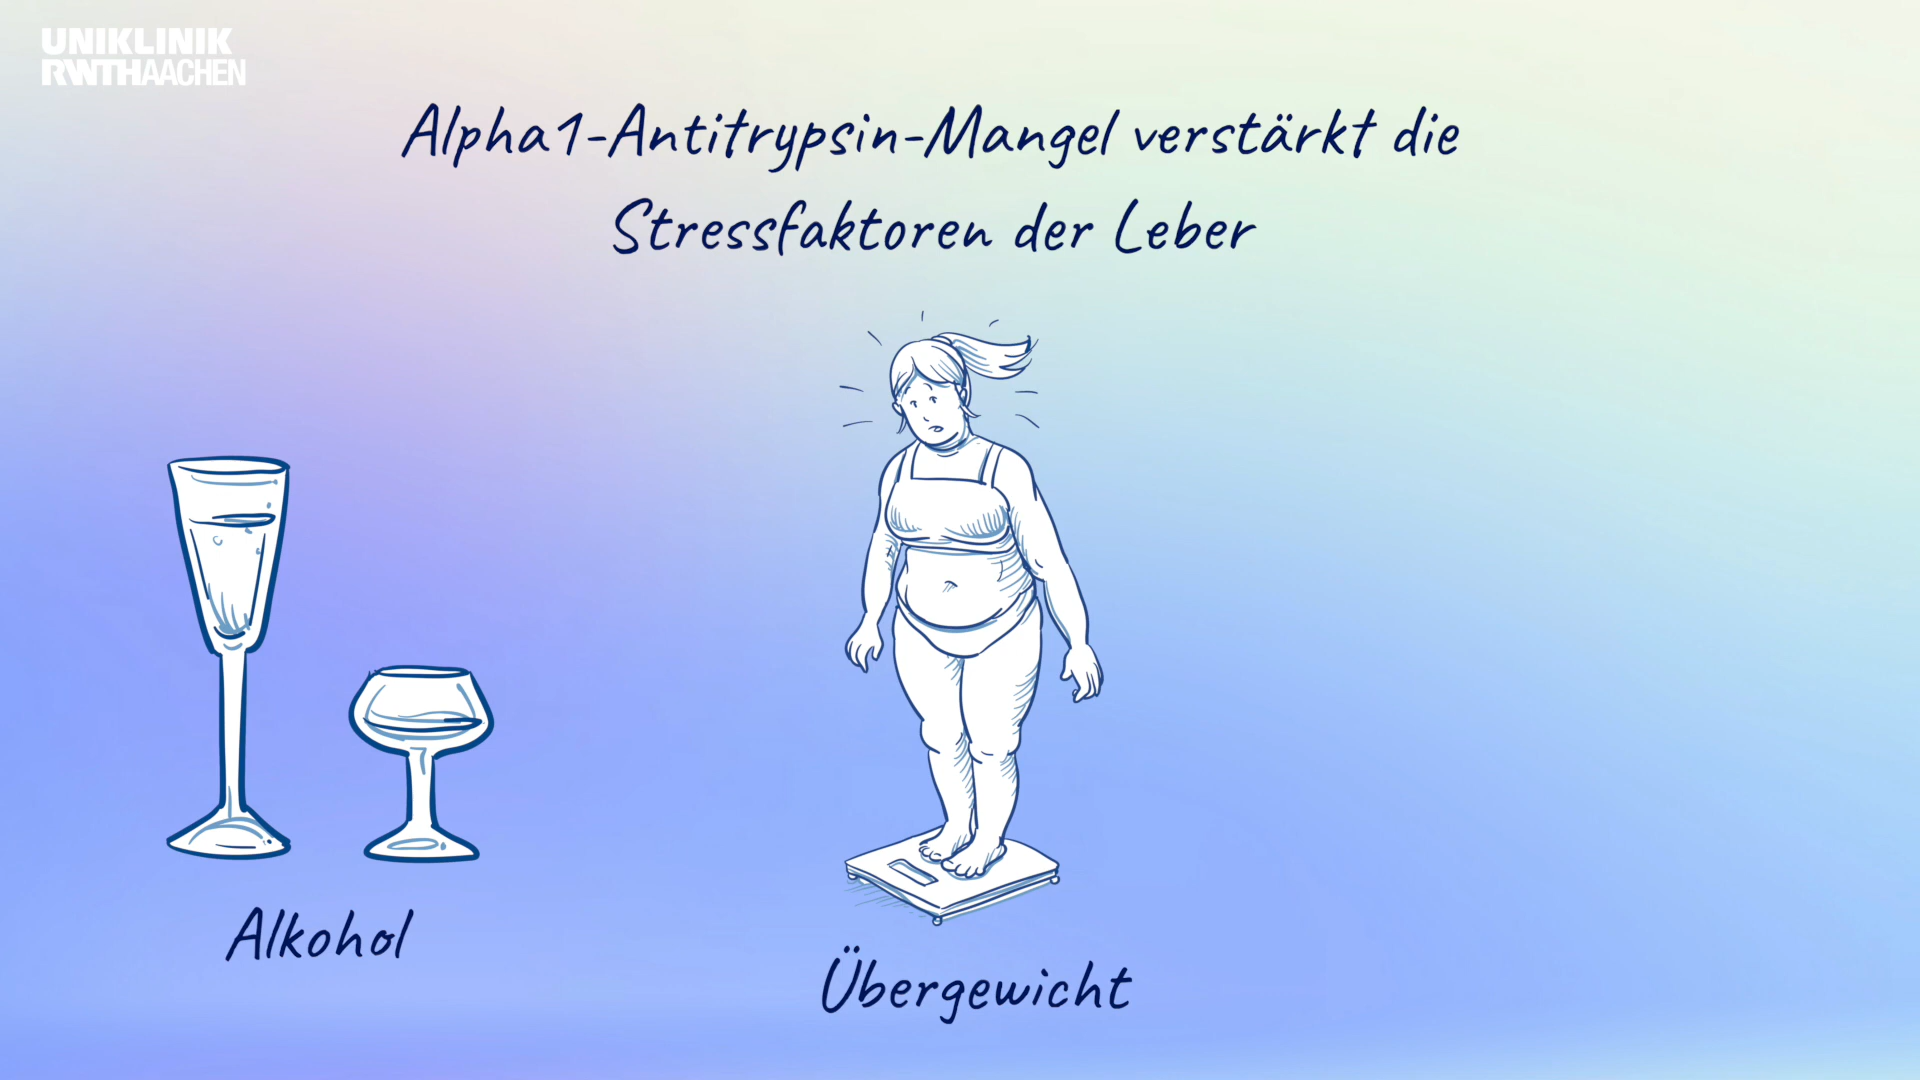 UNIKLINIK
RWTHAACHEN
Alpha1-Antitrypsin-Mangel verstärkt die
Stressfaktoren der Leber
Alkohol
Übergewicht